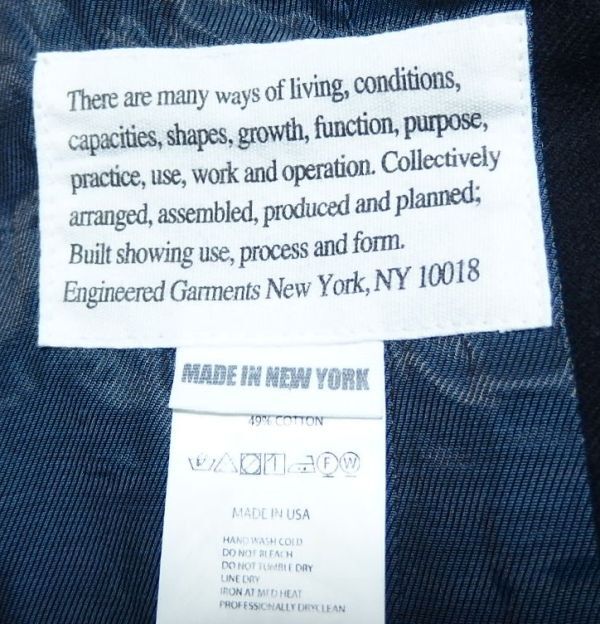 There are many ways of living, conditions,
capacities, shapes, growth, function, purpose,
practice, use, work and operation. Collectively
arranged, assembled, produced and planned;
Built showing use, process and form.
Engineered Garments New York, NY 10018
MADE IN NEW YORK
49% COTTON
F W
MADE IN USA
HAND WASH COLD
DO NOT BLEACH
DO NOT TUMBLE DRY
LINE DRY
IRON AT MED HEAT
PROFESSIONALLY DRYCLEAN